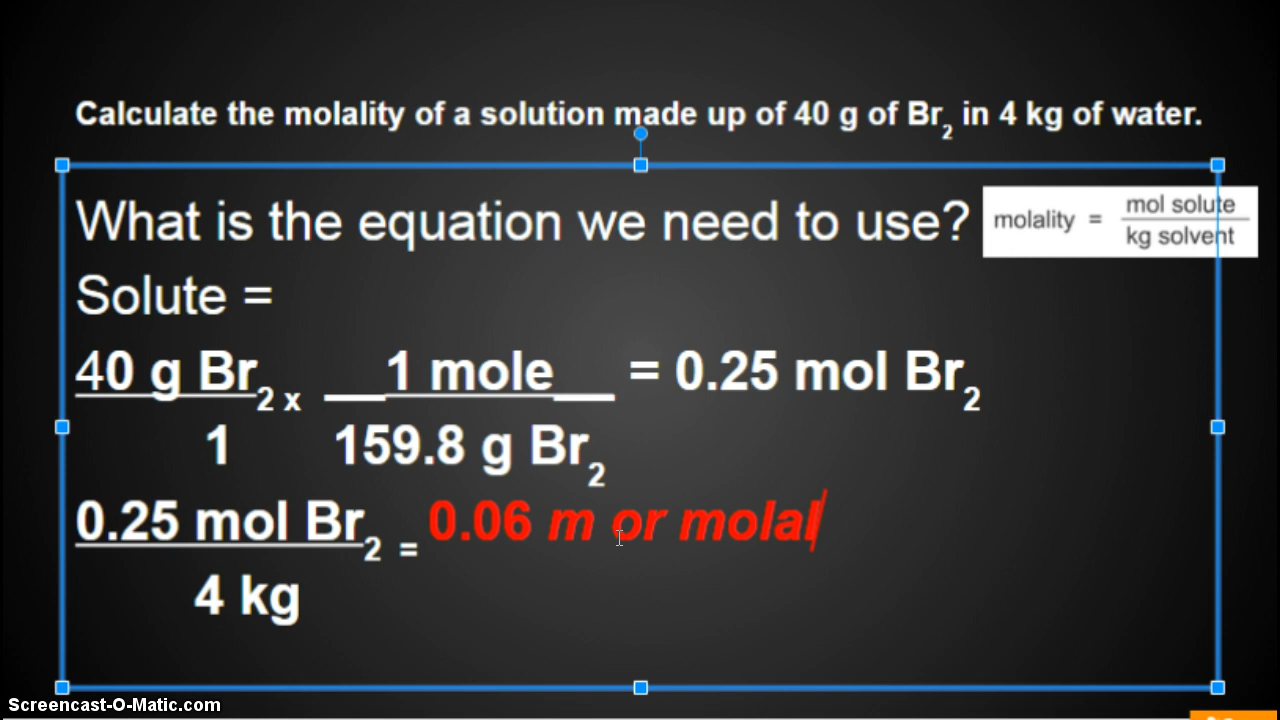 Calculate the molality of a solution made up of 40 g of Br₂ in 4 kg of water.
What is the equation we need to use?
molality = mol solute
kg solvent
Solute =
40 g Br₂ x __1 mole__ = 0.25 mol Br₂
1 159.8 g Br₂
0.25 mol Br₂ = 0.06 m or molal
4 kg
Screencast-O-Matic.com